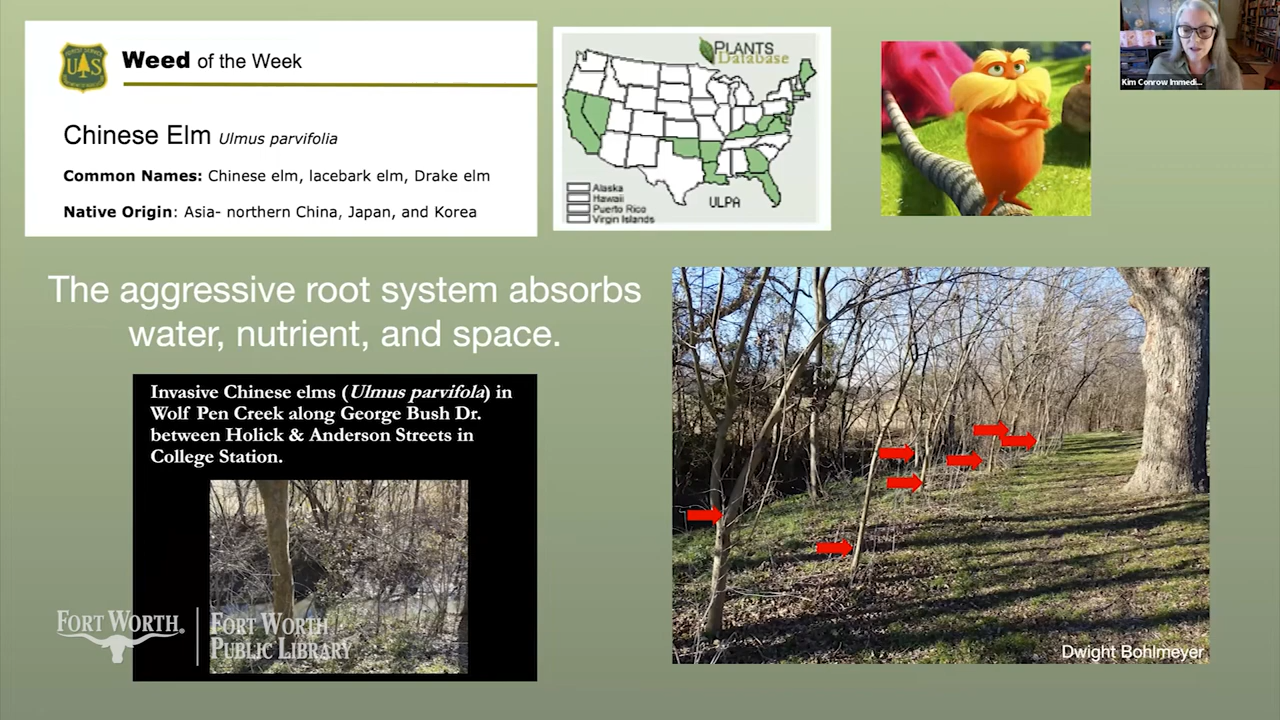 Weed of the Week
Chinese Elm Ulmus parvifolia
Common Names: Chinese elm, lacebark elm, Drake elm
Native Origin: Asia- northern China, Japan, and Korea
PLANTS
Database
Alaska
Hawaii
Puerto Rico
Virgin Islands
ULPA
Kim Conrow Immedi...
The aggressive root system absorbs
water, nutrient, and space.
Invasive Chinese elms (Ulmus parvifola) in
Wolf Pen Creek along George Bush Dr.
between Holick & Anderson Streets in
College Station.
FORT WORTH®
FORT WORTH
PUBLIC LIBRARY
Dwight Bohlmeyer